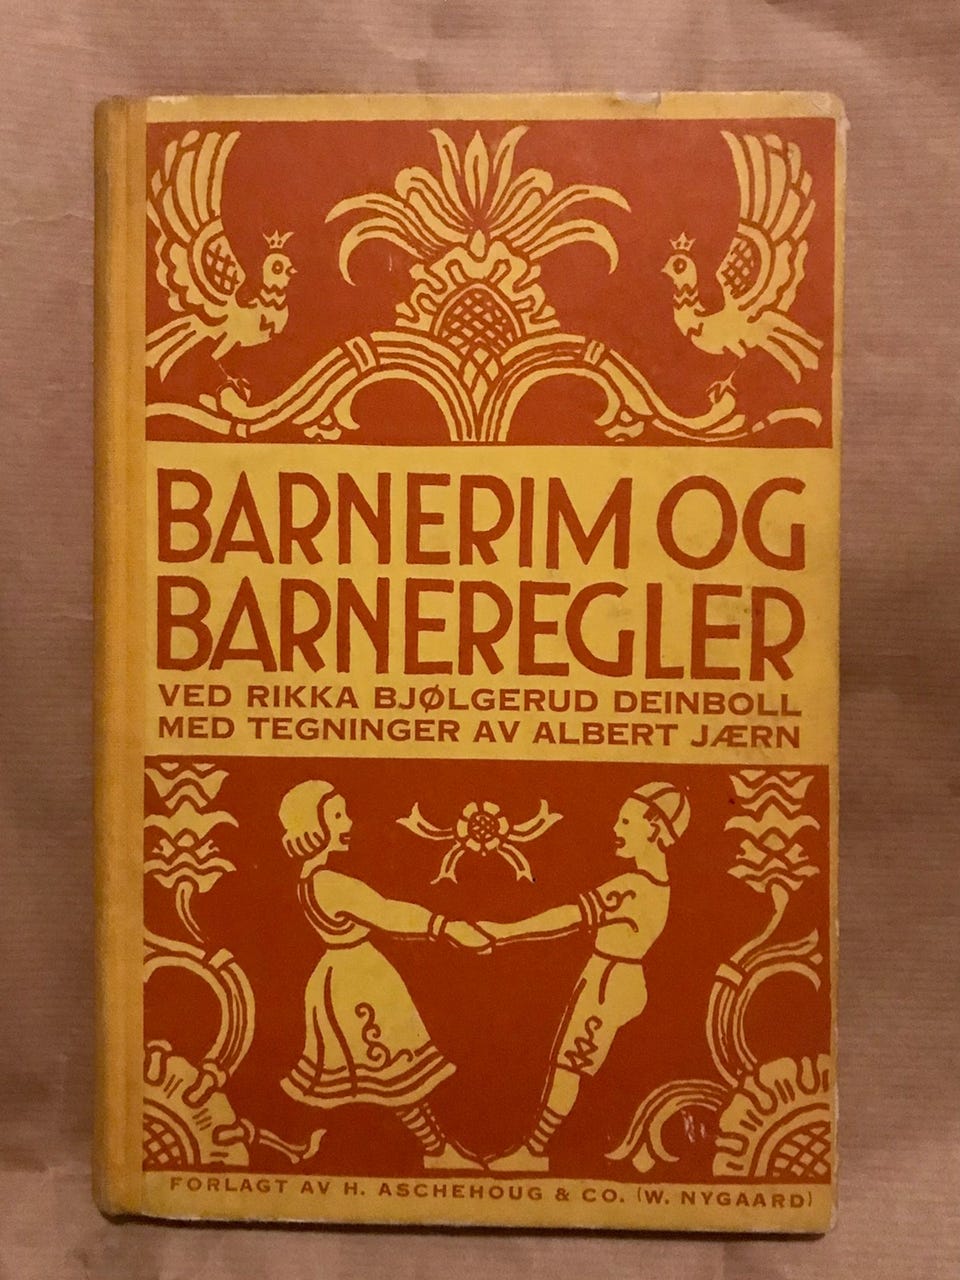 BARNERIM OG
BARNEREGLER
VED RIKKA BJØLGERUD DEINBOLL
MED TEGNINGER AV ALBERT JÆRN
FORLAGT AV H. ASCHEHOUG & CO. (W. NYGAARD)